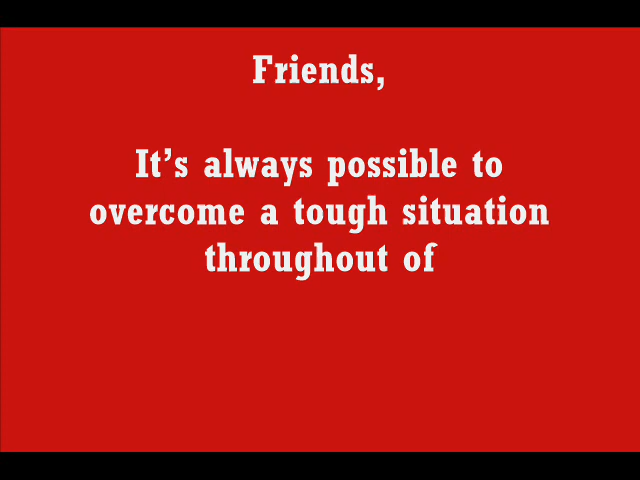 Friends,
It’s always possible to
overcome a tough situation
throughout of